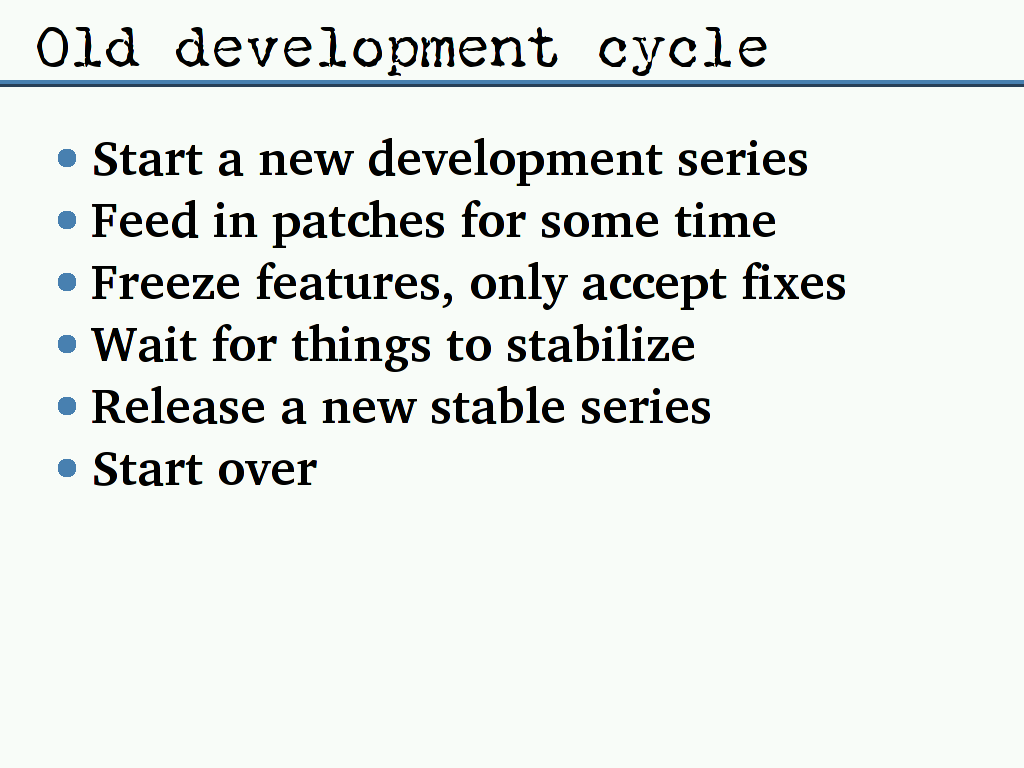 Old development cycle
• Start a new development series
• Feed in patches for some time
• Freeze features, only accept fixes
• Wait for things to stabilize
• Release a new stable series
• Start over